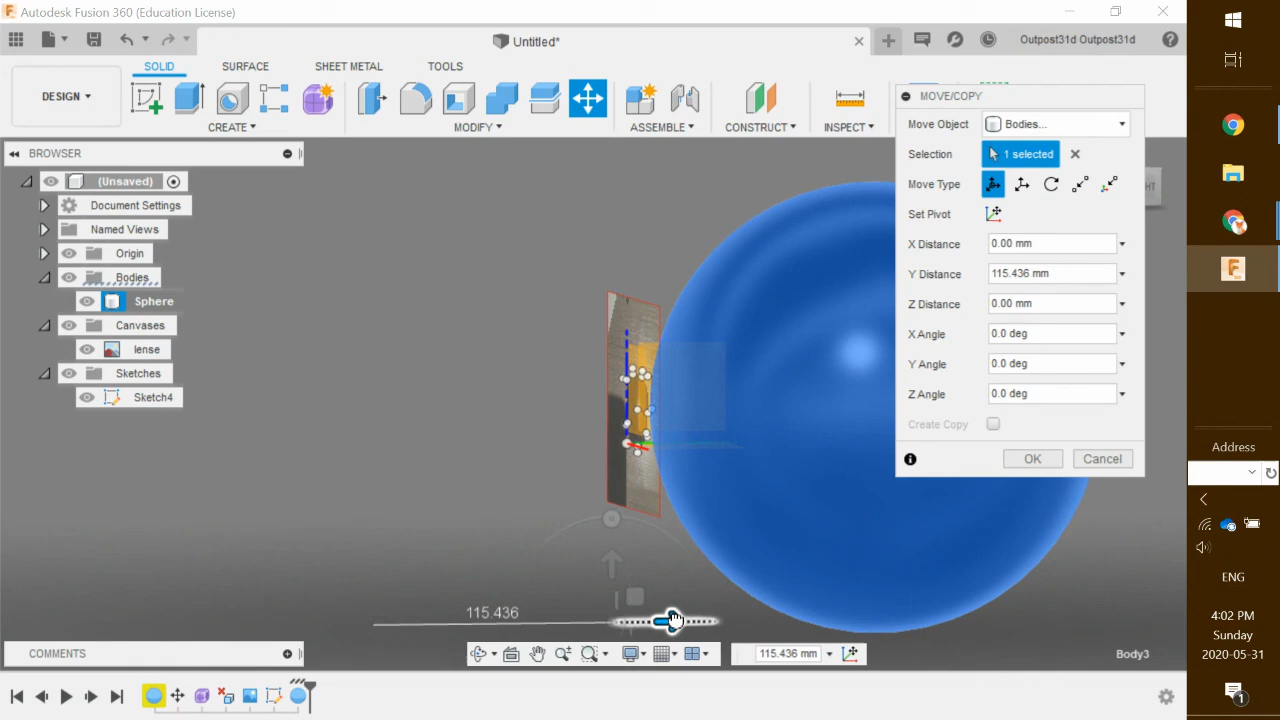 Autodesk Fusion 360 (Education License)
Untitled*
Outpost31d Outpost31d
SOLID SURFACE SHEET METAL TOOLS
DESIGN
CREATE MODIFY ASSEMBLE CONSTRUCT INSPECT
BROWSER
(Unsaved)
Document Settings
Named Views
Origin
Bodies
Sphere
Canvases
lense
Sketches
Sketch4
MOVE/COPY
Move Object Bodies...
Selection 1 selected
Move Type
Set Pivot
X Distance 0.00 mm
Y Distance 115.436 mm
Z Distance 0.00 mm
X Angle 0.0 deg
Y Angle 0.0 deg
Z Angle 0.0 deg
Create Copy
OK Cancel
115.436
COMMENTS
115.436 mm
Body3
Address
ENG
4:02 PM
Sunday
2020-05-31
1